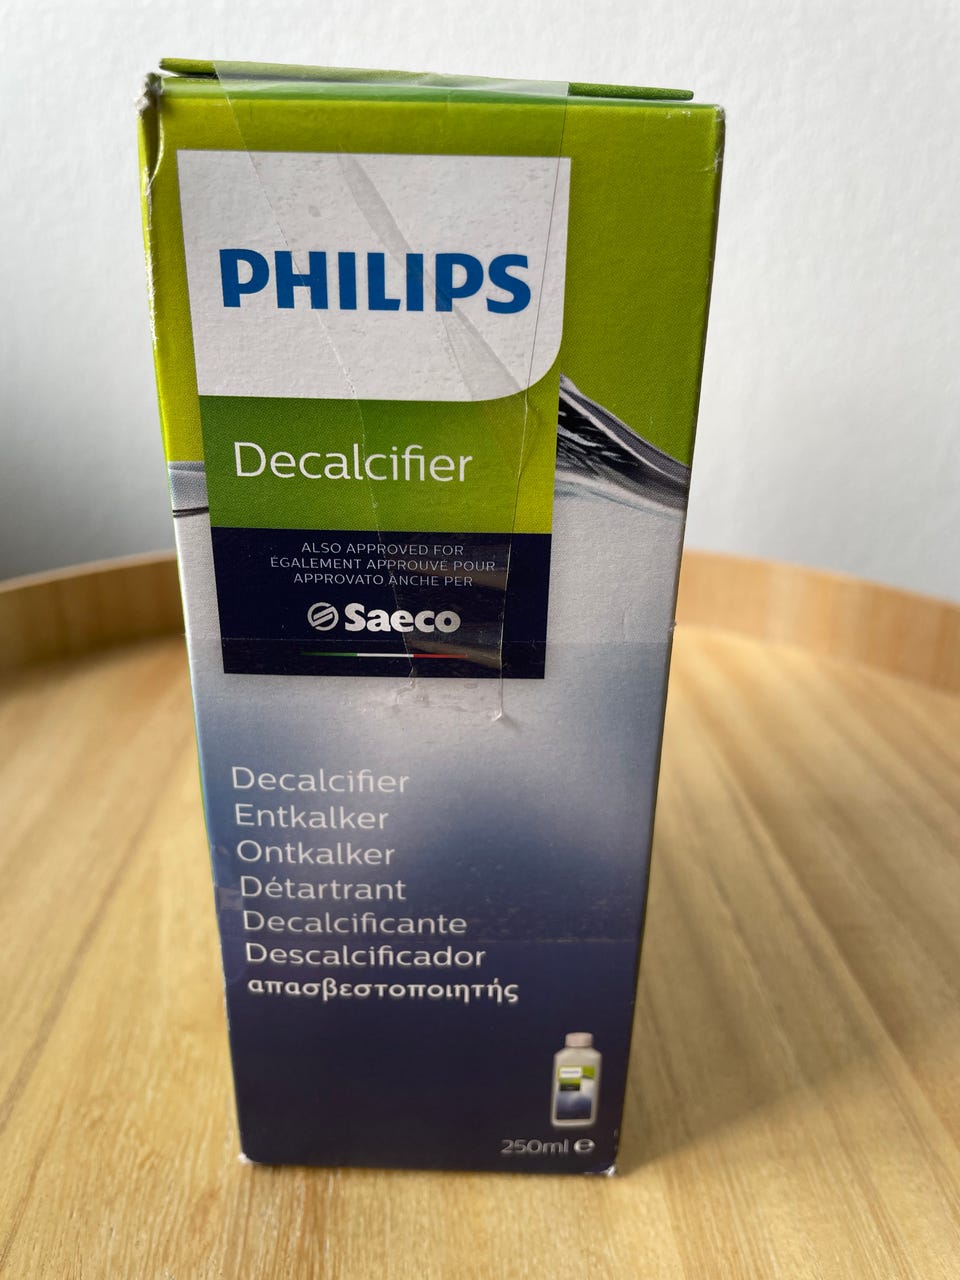 PHILIPS
Decalcifier
ALSO APPROVED FOR
ÉGALEMENT APPROUVÉ POUR
APPROVATO ANCHE PER
Saeco
Decalcifier
Entkalker
Ontkalker
Détartrant
Decalcificante
Descalcificador
απασβεστοποιητής
250ml e